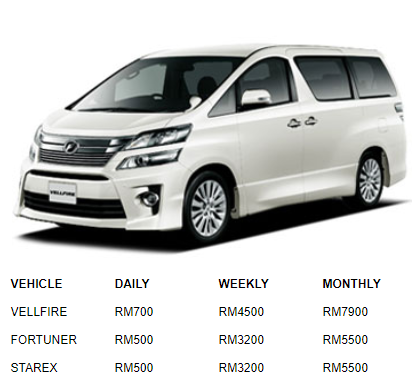 VELLFIRE
VEHICLE DAILY WEEKLY MONTHLY
VELLFIRE RM700 RM4500 RM7900
FORTUNER RM500 RM3200 RM5500
STAREX RM500 RM3200 RM5500